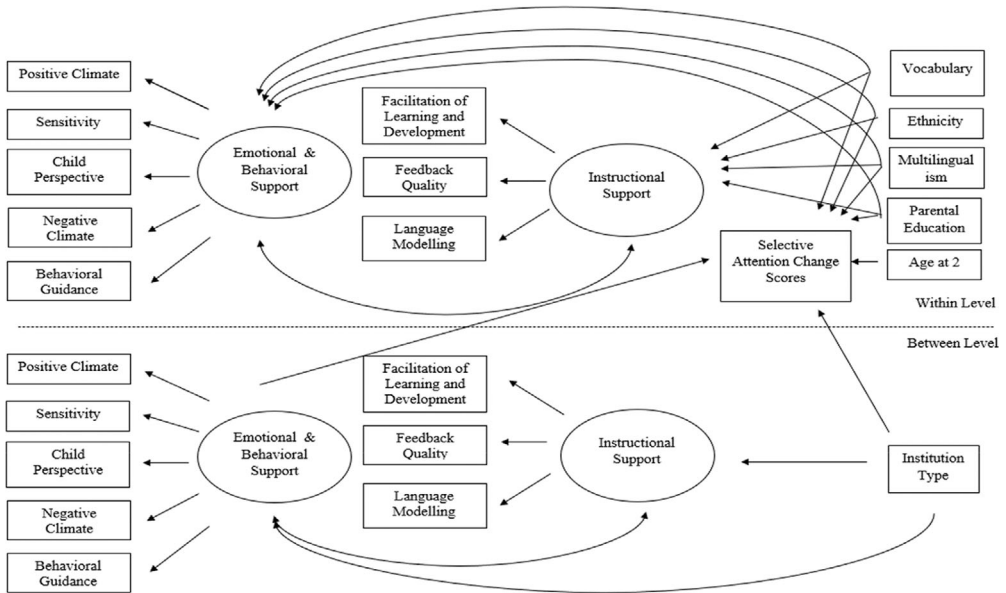 Positive Climate
Sensitivity
Child
Perspective
Negative
Climate
Behavioral
Guidance
Emotional &
Behavioral
Support
Facilitation of
Learning and
Development
Feedback
Quality
Language
Modelling
Instructional
Support
Vocabulary
Ethnicity
Multilingual
ism
Parental
Education
Age at 2
Selective
Attention Change
Scores
Within Level
Between Level
Positive Climate
Sensitivity
Child
Perspective
Negative
Climate
Behavioral
Guidance
Emotional &
Behavioral
Support
Facilitation of
Learning and
Development
Feedback
Quality
Language
Modelling
Instructional
Support
Institution
Type